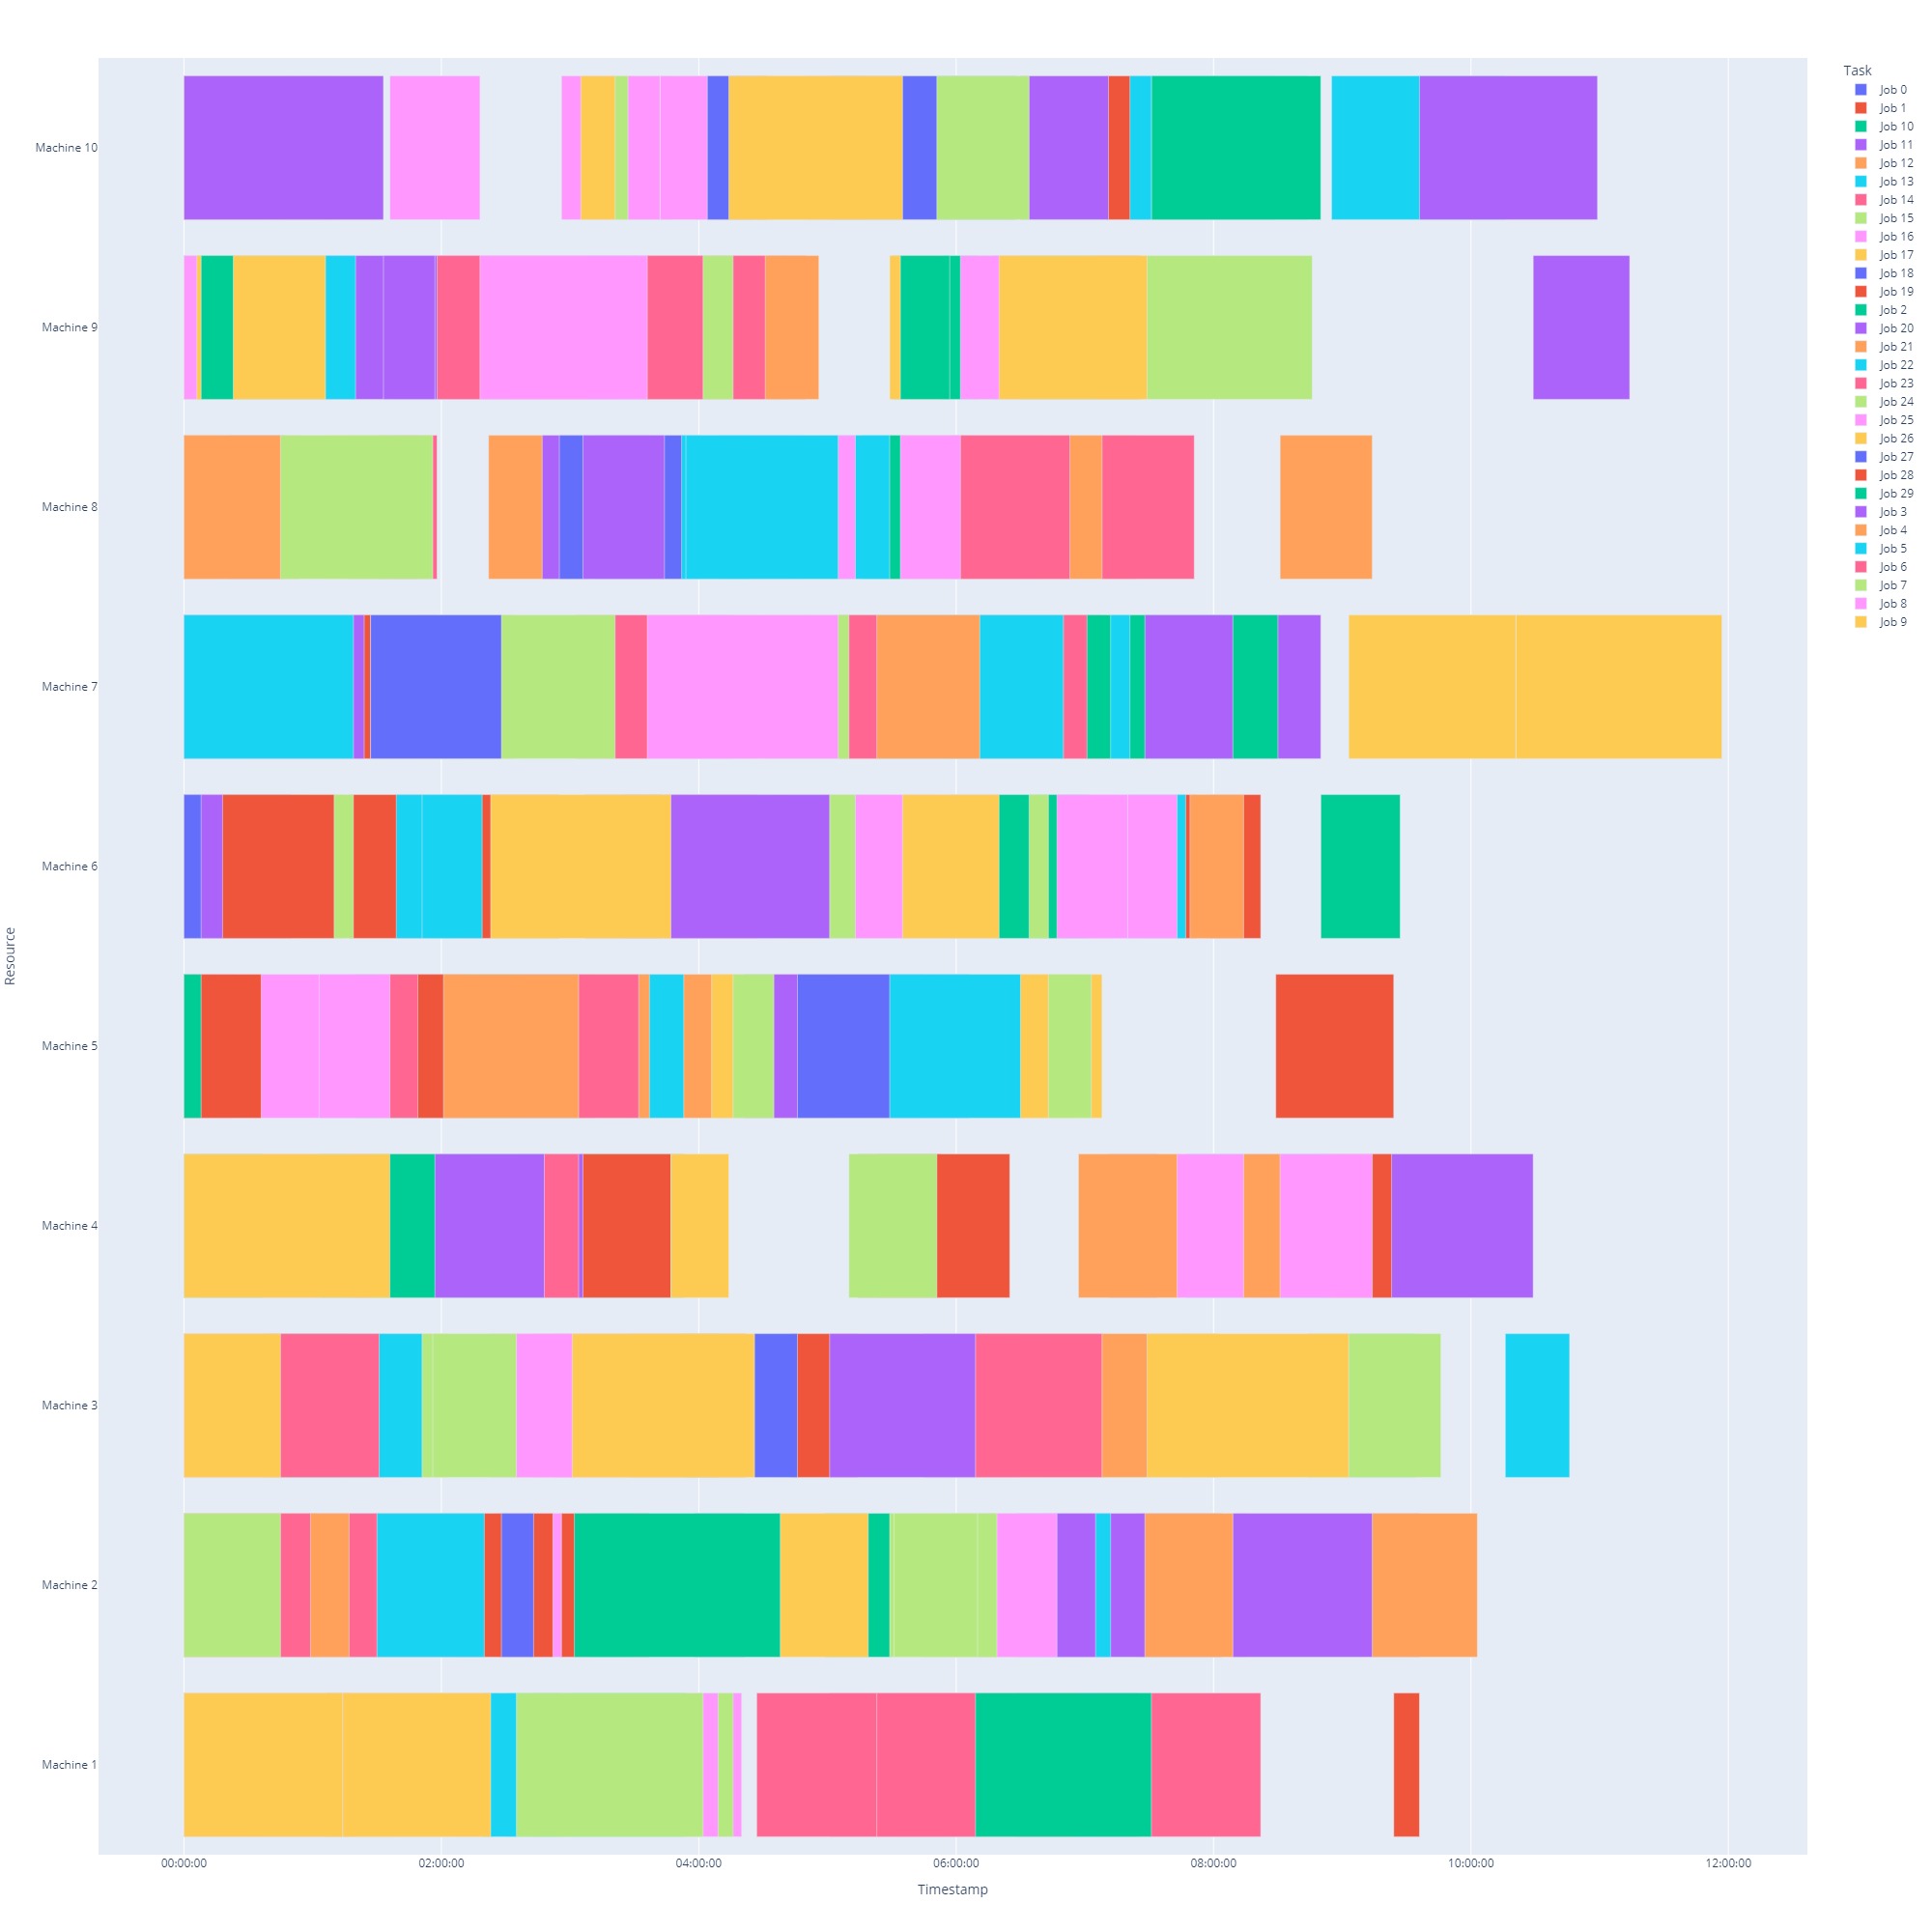 Task
Job 0
Job 1
Job 10
Job 11
Job 12
Job 13
Job 14
Job 15
Job 16
Job 17
Job 18
Job 19
Job 2
Job 20
Job 21
Job 22
Job 23
Job 24
Job 25
Job 26
Job 27
Job 28
Job 29
Job 3
Job 4
Job 5
Job 6
Job 7
Job 8
Job 9
Machine 10
Machine 9
Machine 8
Machine 7
Machine 6
Machine 5
Machine 4
Machine 3
Machine 2
Machine 1
Resource
00:00:00 02:00:00 04:00:00 06:00:00 08:00:00 10:00:00 12:00:00
Timestamp